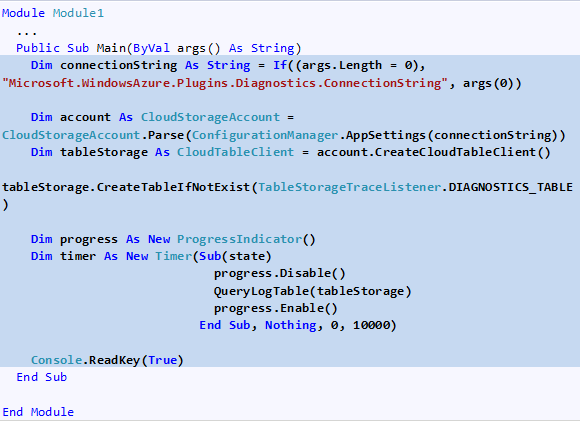 Module Module1
  ...
  Public Sub Main(ByVal args() As String)
    Dim connectionString As String = If((args.Length = 0),
"Microsoft.WindowsAzure.Plugins.Diagnostics.ConnectionString", args(0))

    Dim account As CloudStorageAccount =
CloudStorageAccount.Parse(ConfigurationManager.AppSettings(connectionString))
    Dim tableStorage As CloudTableClient = account.CreateCloudTableClient()

tableStorage.CreateTableIfNotExist(TableStorageTraceListener.DIAGNOSTICS_TABLE
)

    Dim progress As New ProgressIndicator()
    Dim timer As New Timer(Sub(state)
                             progress.Disable()
                             QueryLogTable(tableStorage)
                             progress.Enable()
                           End Sub, Nothing, 0, 10000)

    Console.ReadKey(True)
  End Sub

End Module